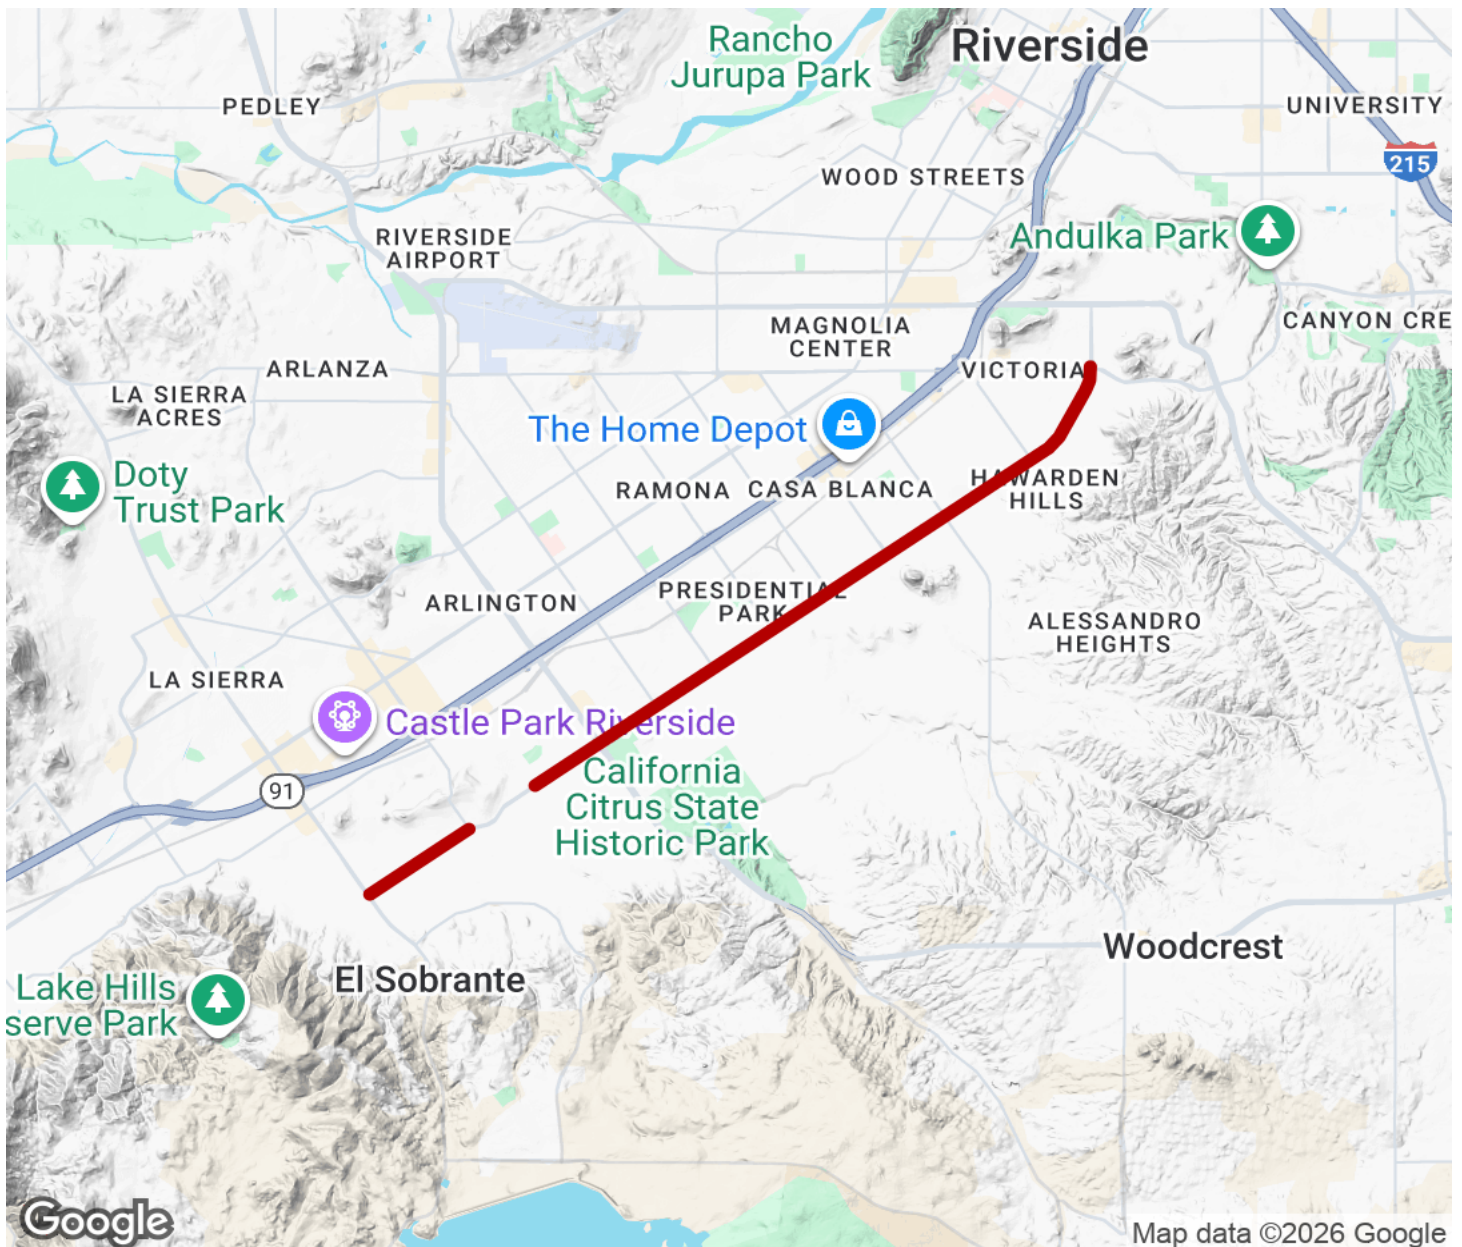 Rancho
Jurupa Park
Riverside
PEDLEY
UNIVERSITY
215
WOOD STREETS
RIVERSIDE
AIRPORT
Andulka Park
MAGNOLIA
CENTER
CANYON CRE
ARLANZA
VICTORIA
LA SIERRA
ACRES
The Home Depot
Doty
Trust Park
RAMONA
CASA BLANCA
HAWARDEN
HILLS
ARLINGTON
PRESIDENTIAL
PARK
ALESSANDRO
HEIGHTS
LA SIERRA
Castle Park Riverside
91
California
Citrus State
Historic Park
Woodcrest
El Sobrante
Lake Hills
serve Park
Google
Map data ©2026 Google